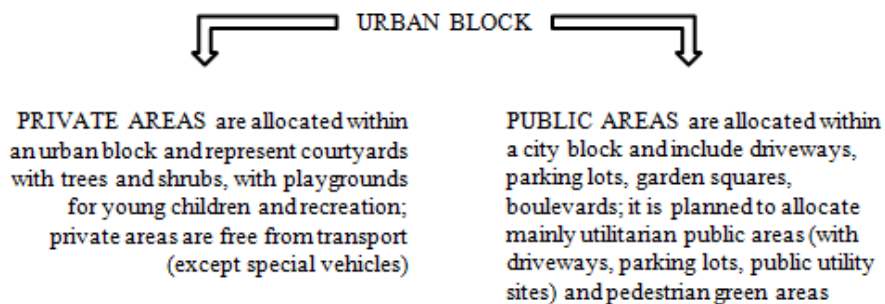 URBAN BLOCK
PRIVATE AREAS are allocated within
an urban block and represent courtyards
with trees and shrubs, with playgrounds
for young children and recreation;
private areas are free from transport
(except special vehicles)
PUBLIC AREAS are allocated within
a city block and include driveways,
parking lots, garden squares,
boulevards; it is planned to allocate
mainly utilitarian public areas (with
driveways, parking lots, public utility
sites) and pedestrian green areas